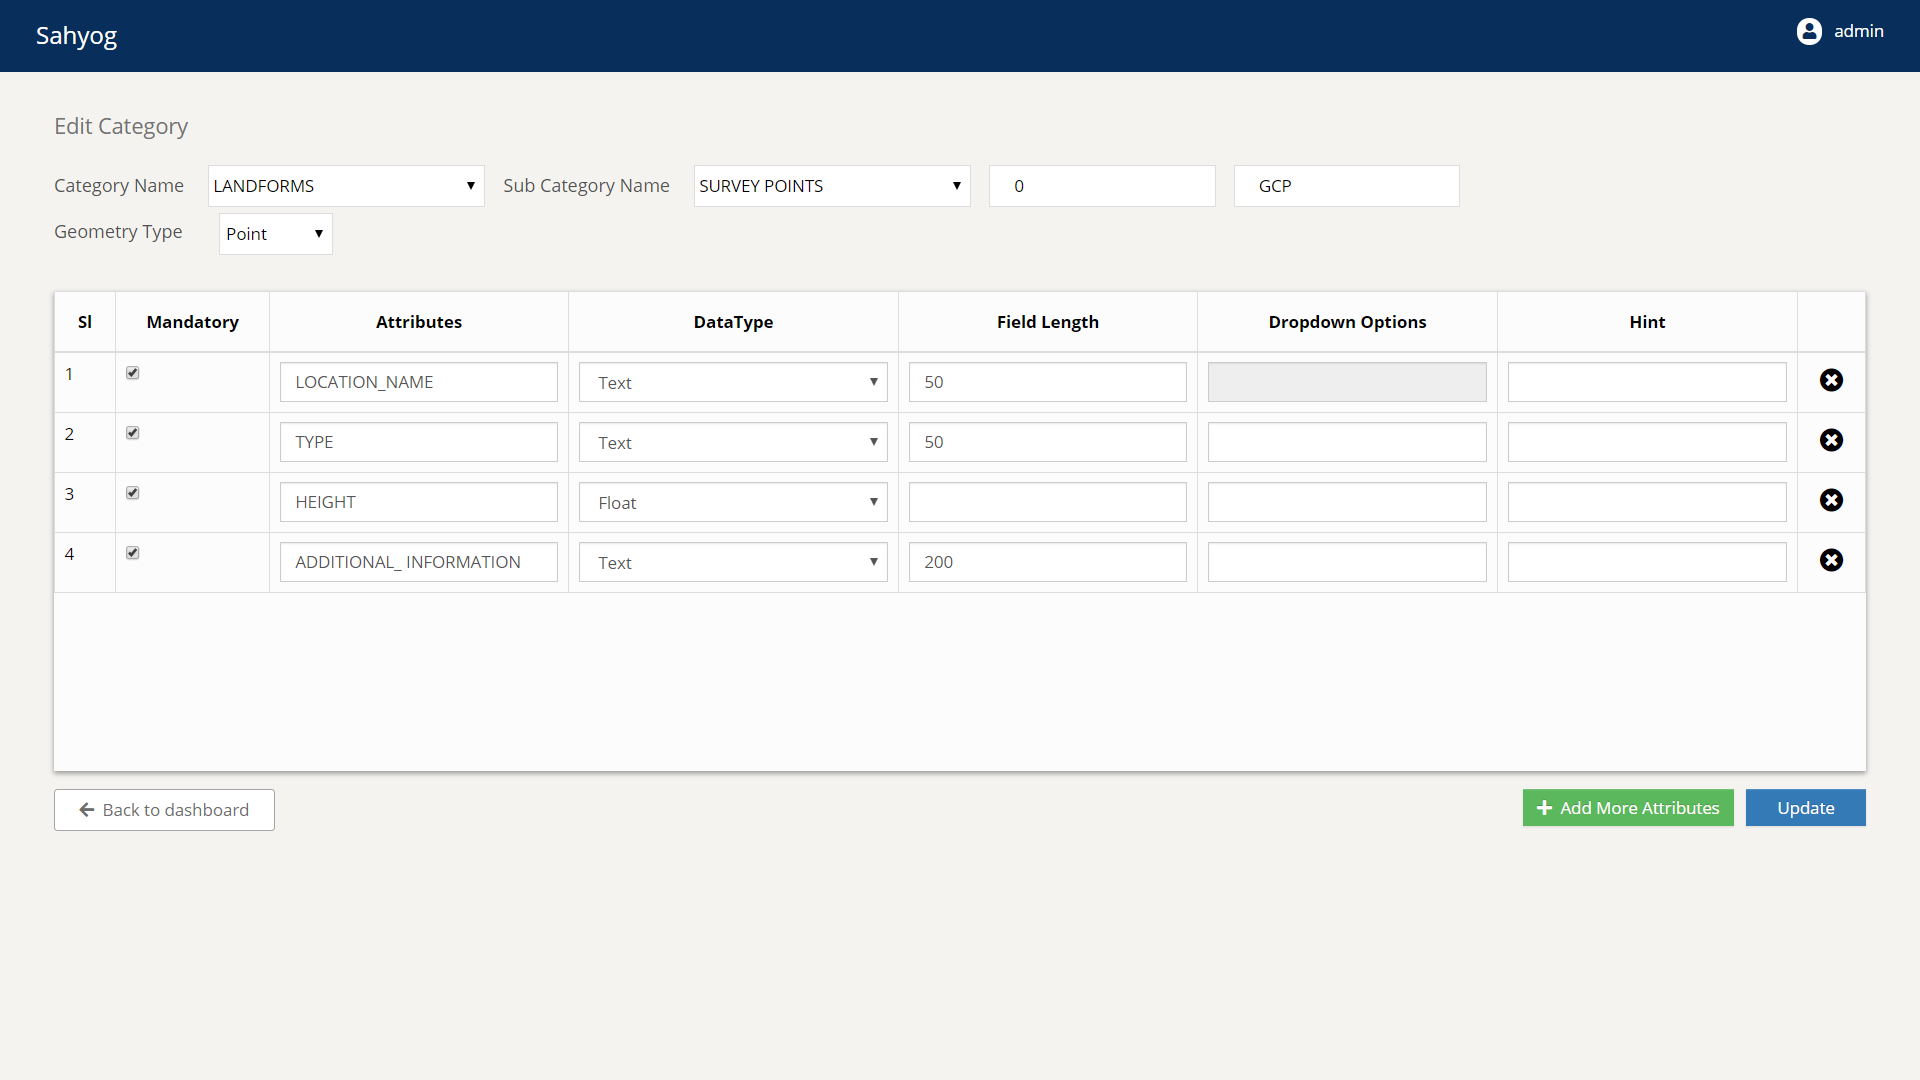 Sahyog
admin
Edit Category
Category Name LANDFORMS Sub Category Name SURVEY POINTS 0 GCP
Geometry Type Point
Sl Mandatory Attributes DataType Field Length Dropdown Options Hint
1 LOCATION_NAME Text 50
2 TYPE Text 50
3 HEIGHT Float
4 ADDITIONAL_ INFORMATION Text 200
Back to dashboard
Add More Attributes Update